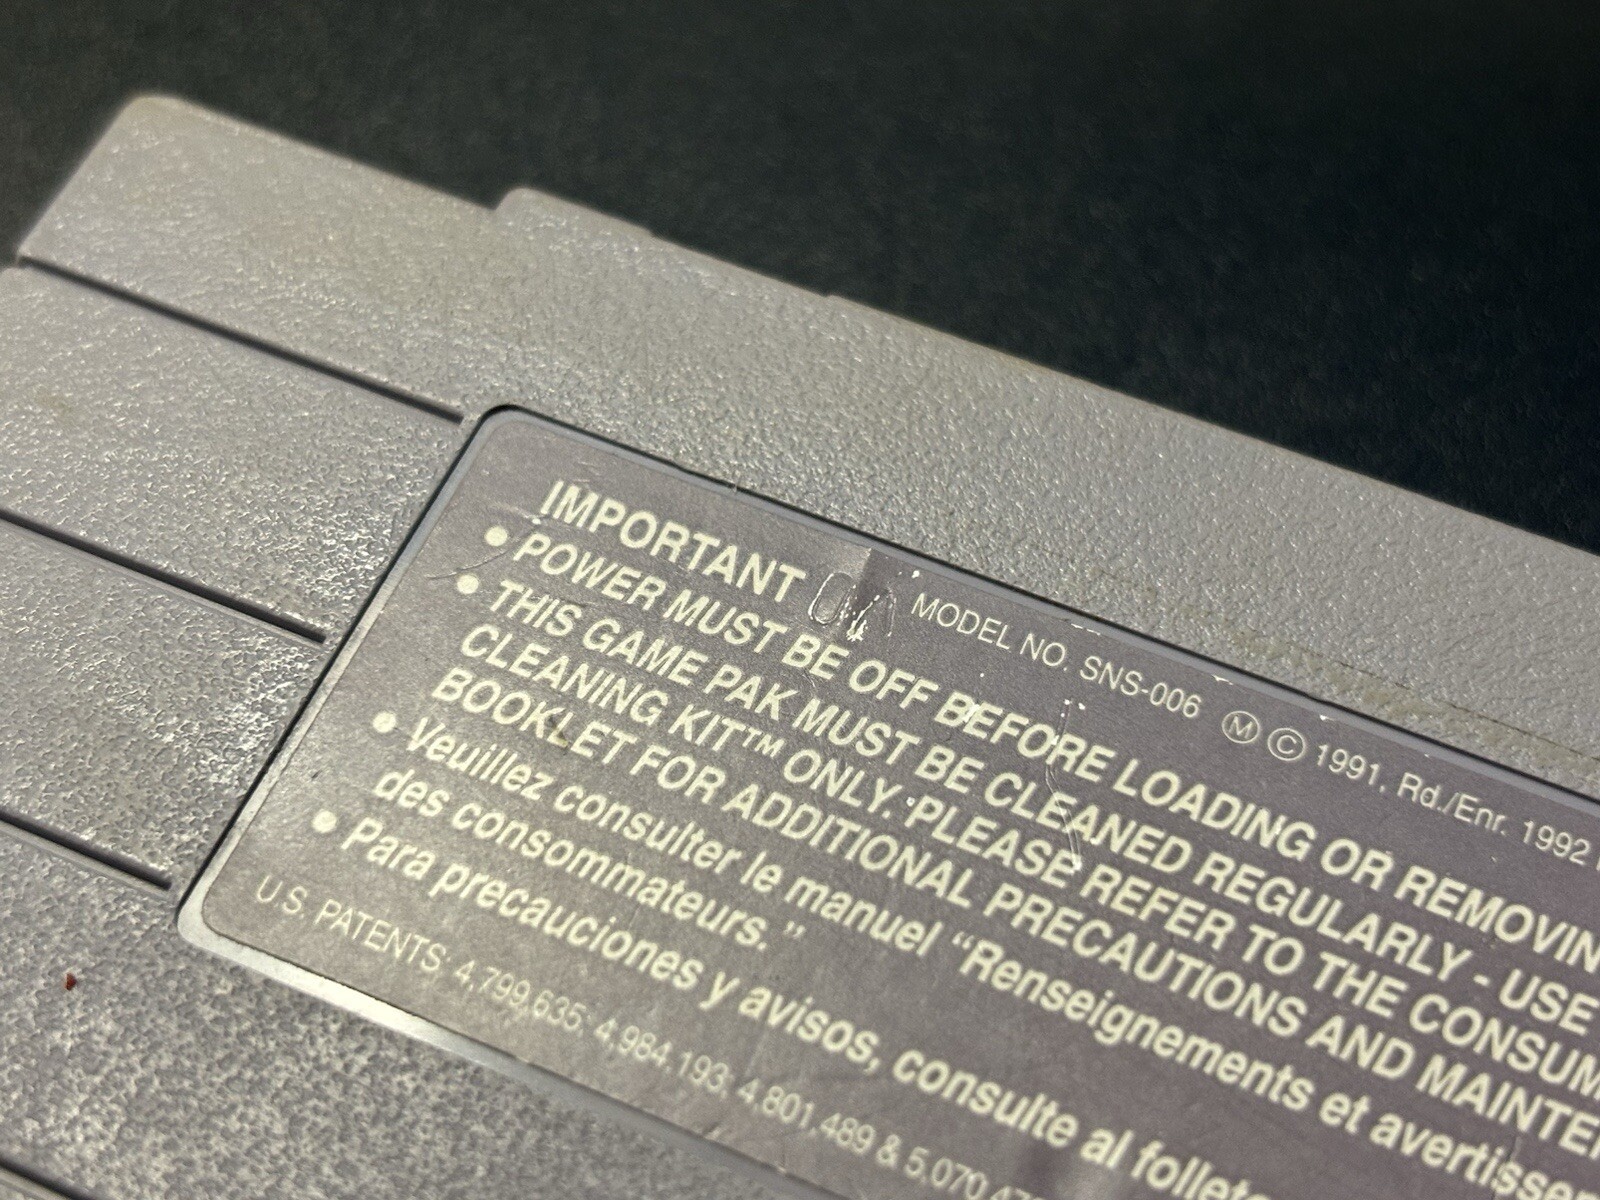 IMPORTANT
MODEL NO. SNS-006 Ⓜ © 1991, Rd./Enr. 1992
● POWER MUST BE OFF BEFORE LOADING OR REMOVIN
● THIS GAME PAK MUST BE CLEANED REGULARLY - USE
CLEANING KIT™ ONLY. PLEASE REFER TO THE CONSUM
BOOKLET FOR ADDITIONAL PRECAUTIONS AND MAINTE
● Veuillez consulter le manuel “Renseignements et avertisse
des consommateurs.”
● Para precauciones y avisos, consulte al follet
U.S. PATENTS: 4,799,635; 4,984,193; 4,801,489 & 5,070,